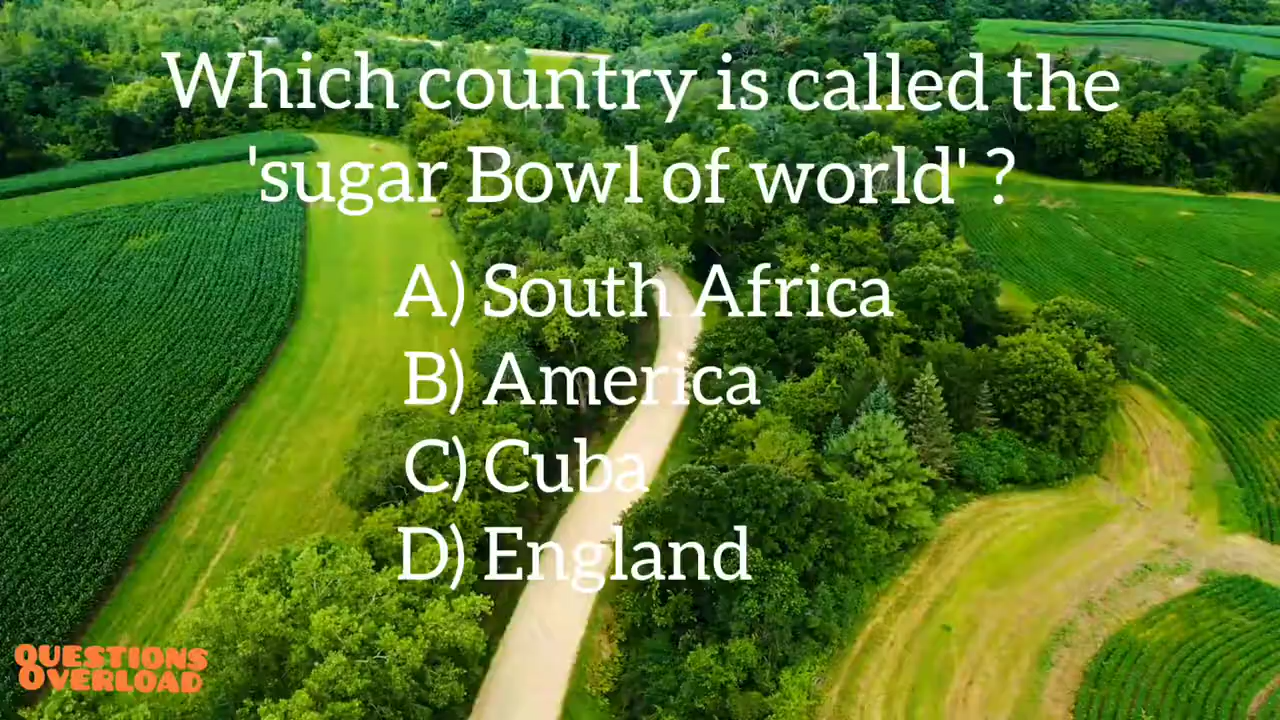 Which country is called the
'sugar Bowl of world' ?
A) South Africa
B) America
C) Cuba
D) England
QUESTIONS
OVERLOAD